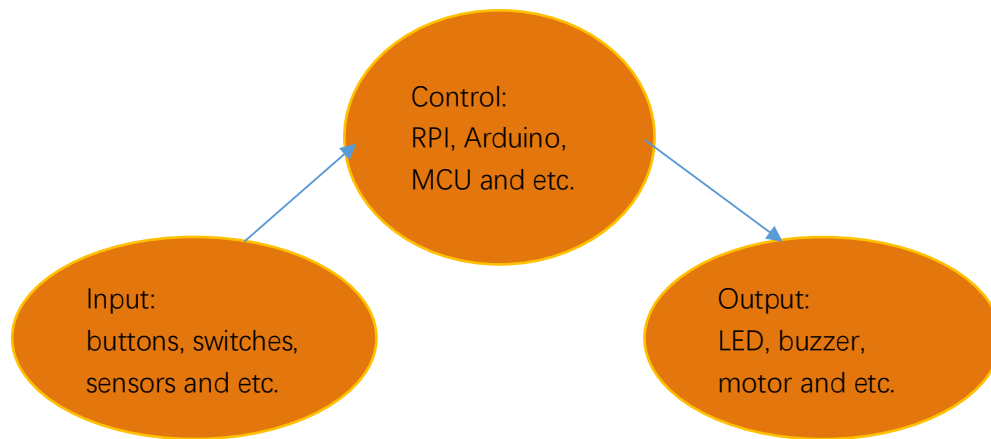 Control:
RPI, Arduino,
MCU and etc.
Input:
buttons, switches,
sensors and etc.
Output:
LED, buzzer,
motor and etc.